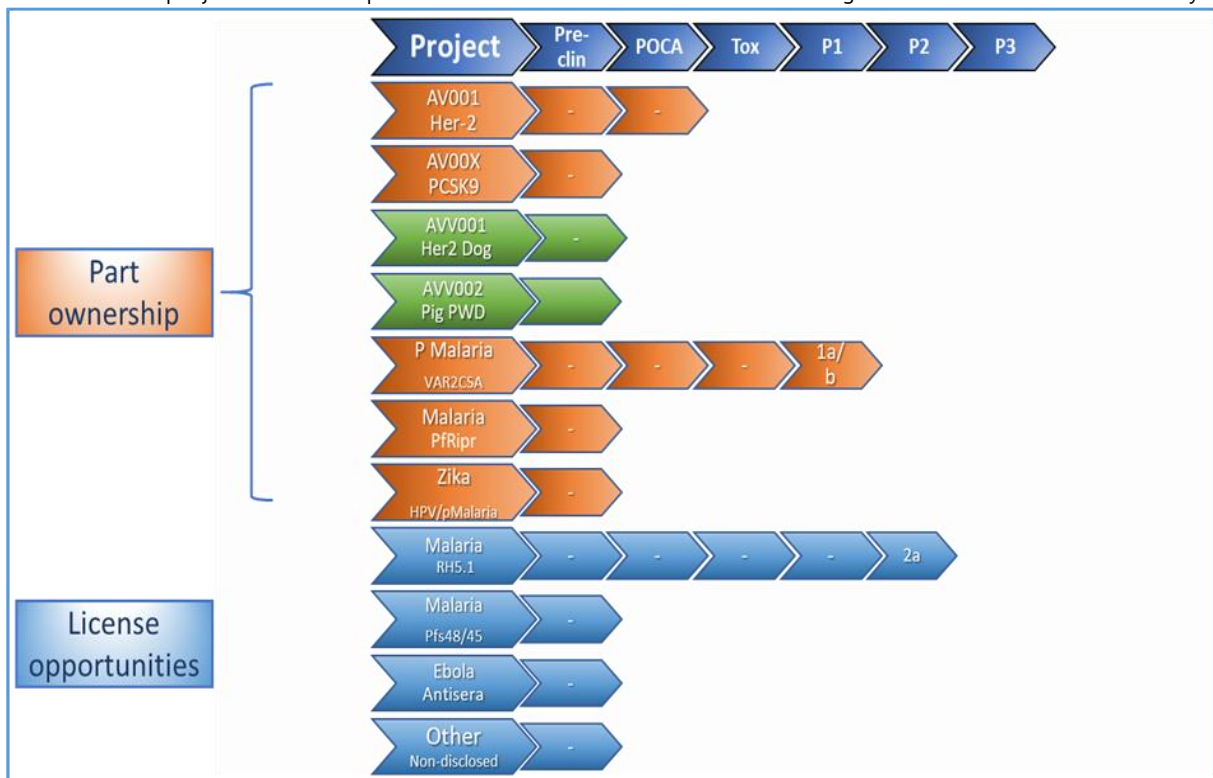 Project Pre-clin POCA Tox P1 P2 P3
AV001
Her-2
-
-
AV00X
PCSK9
-
AVV001
Her2 Dog
-
AVV002
Pig PWD
Part
ownership
P Malaria
VAR2CSA
-
-
-
1a/
b
Malaria
PfRipr
-
Zika
HPV/pMalaria
-
Malaria
RH5.1
-
-
-
-
2a
License
opportunities
Malaria
Pfs48/45
-
Ebola
Antisera
-
Other
Non-disclosed
-